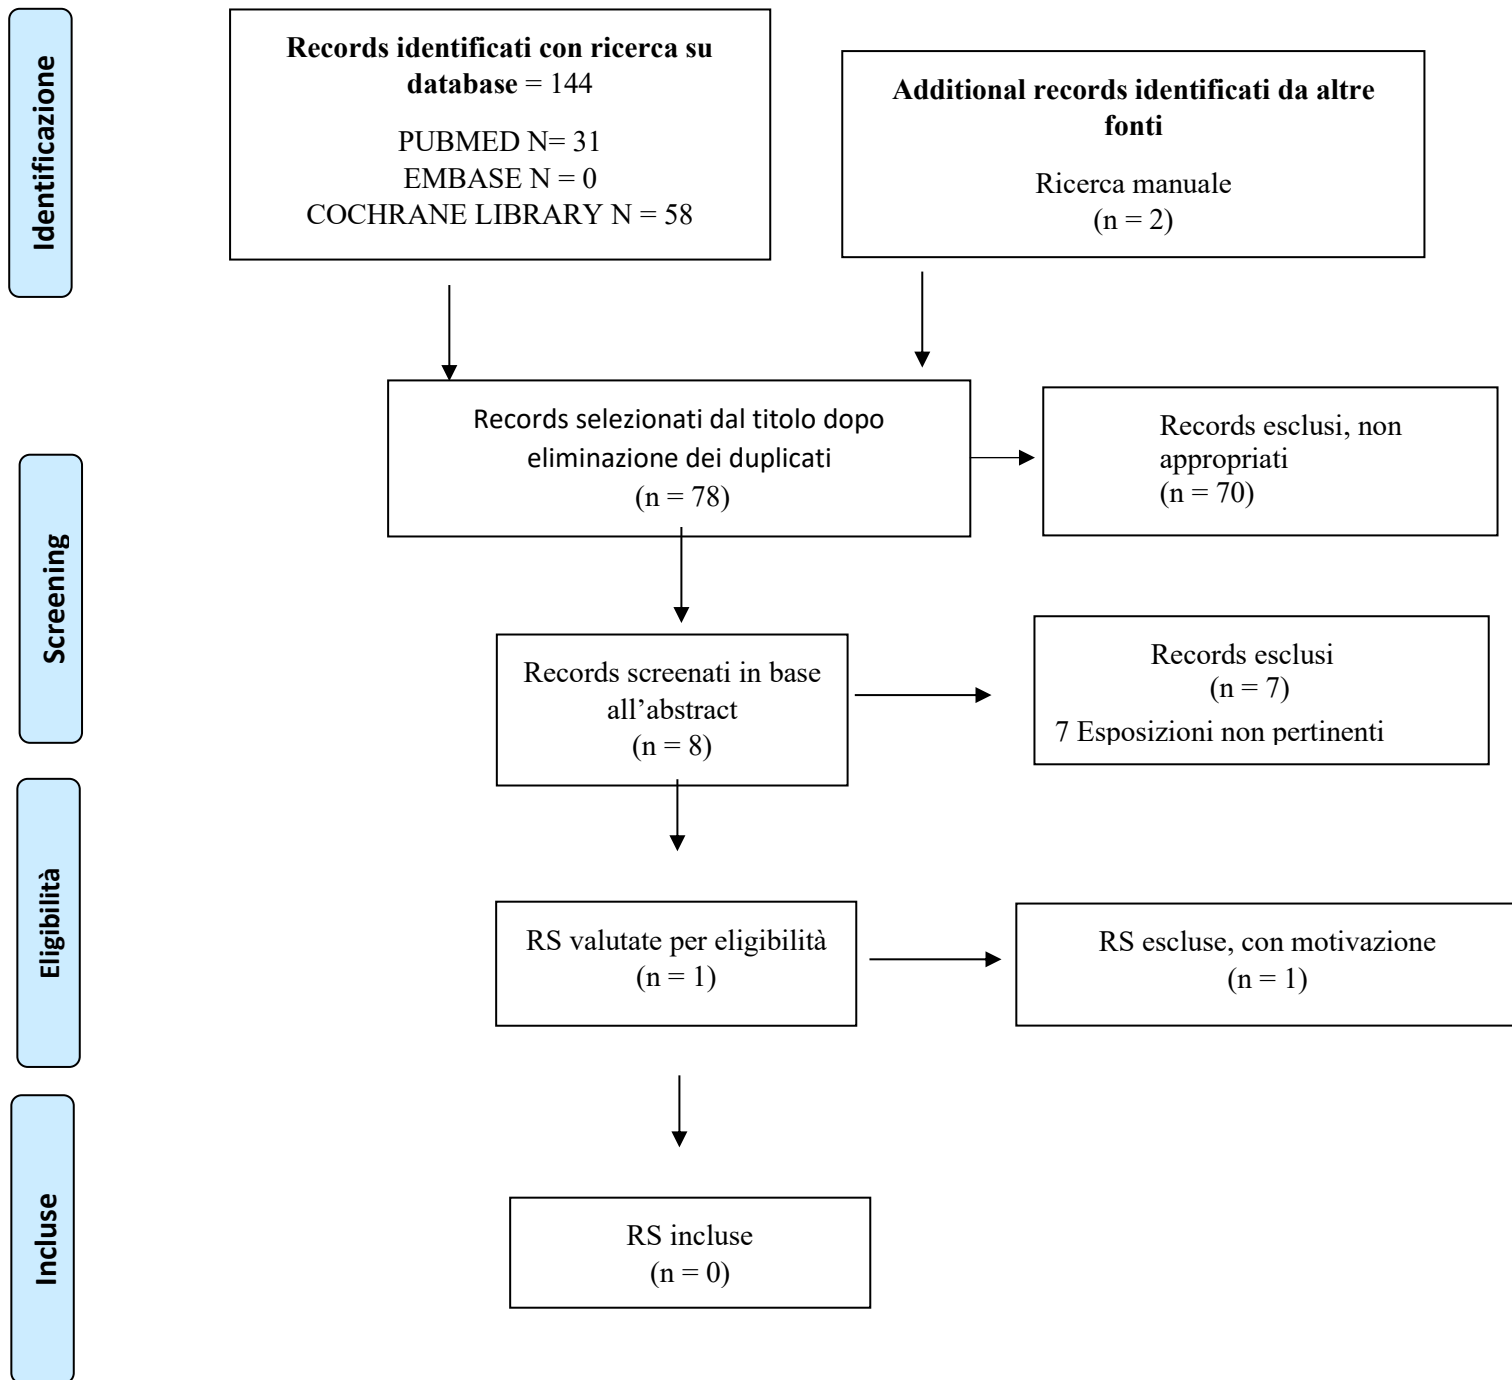 Identificazione
Records identificati con ricerca su
database = 144
PUBMED N= 31
EMBASE N = 0
COCHRANE LIBRARY N = 58
Additional records identificati da altre
fonti
Ricerca manuale
(n = 2)
Screening
Records selezionati dal titolo dopo
eliminazione dei duplicati
(n = 78)
Records esclusi, non
appropriati
(n = 70)
Records screenati in base
all’abstract
(n = 8)
Records esclusi
(n = 7)
7 Esposizioni non pertinenti
Eligibilità
RS valutate per eligibilità
(n = 1)
RS escluse, con motivazione
(n = 1)
Incluse
RS incluse
(n = 0)